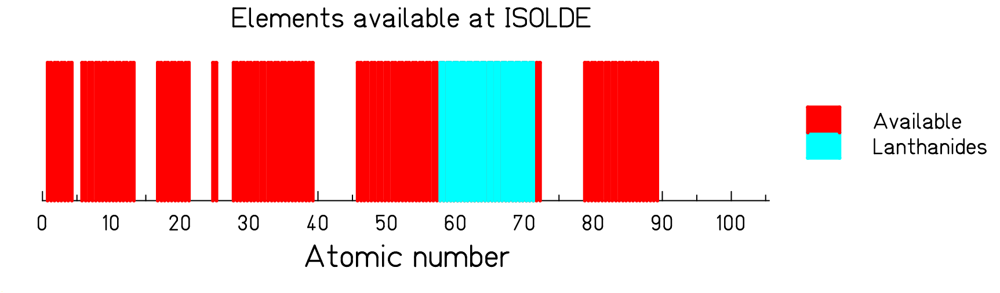 Elements available at ISOLDE
Available
Lanthanides
0 10 20 30 40 50 60 70 80 90 100
Atomic number